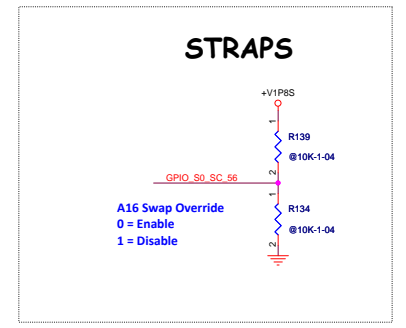 STRAPS
+V1P8S
1
R139
@10K-1-04
2
GPIO_S0_SC_56
1
A16 Swap Override
R134
0 = Enable
@10K-1-04
1 = Disable
2